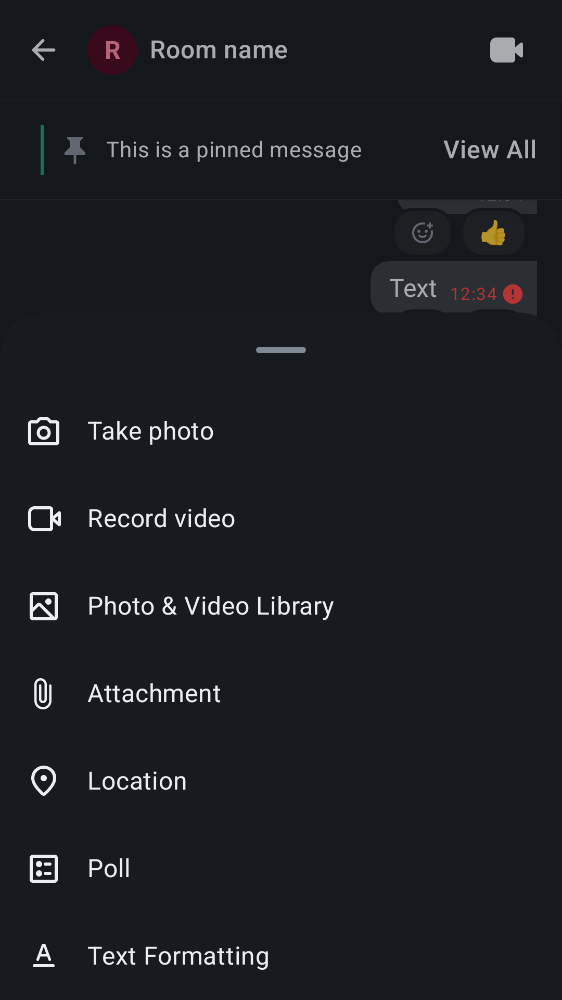 R Room name
This is a pinned message View All
Text 12:34
Take photo
Record video
Photo & Video Library
Attachment
Location
Poll
Text Formatting